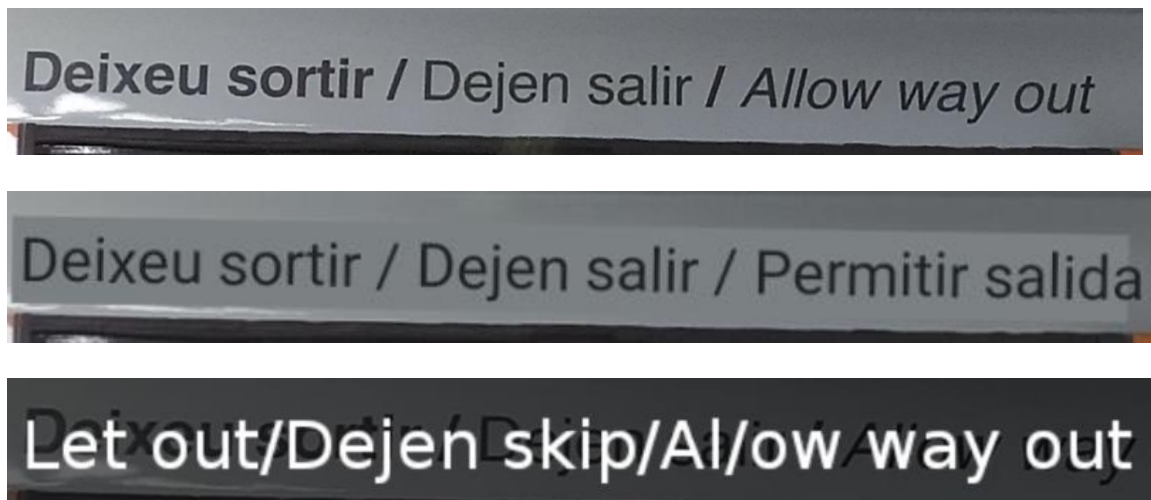 Deixeu sortir / Dejen salir / Allow way out
Deixeu sortir / Dejen salir / Permitir salida
Let out/Dejen skip/Al/ow way out